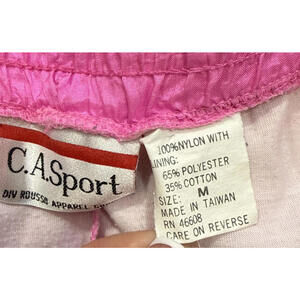 C.A.Sport
DIV ROUSSO APPAREL
100% NYLON WITH
LINING:
65% POLYESTER
35% COTTON
SIZE: M
MADE IN TAIWAN
RN 46608
CARE ON REVERSE